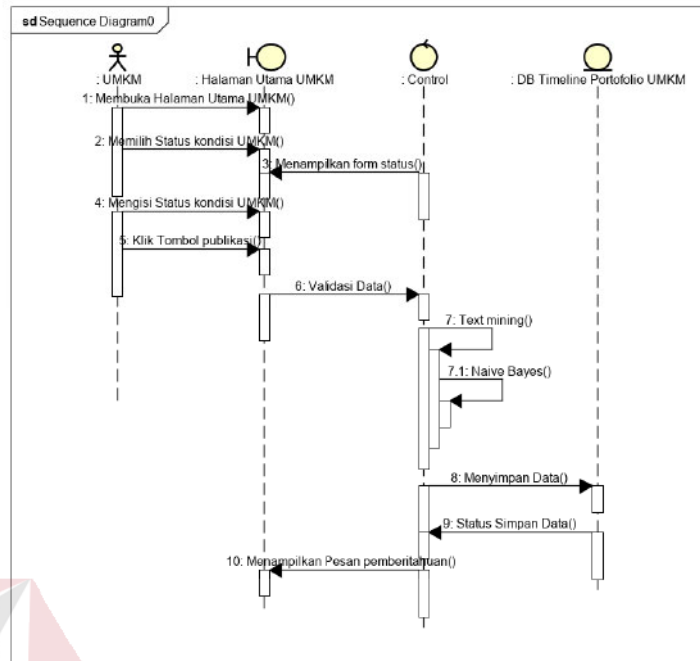 sd Sequence Diagram0
: UMKM
: Halaman Utama UMKM
: Control
: DB Timeline Portofolio UMKM
1: Membuka Halaman Utama UMKM()
2: Memilih Status kondisi UMKM()
3: Menampilkan form status()
4: Mengisi Status kondisi UMKM()
5: Klik Tombol publikasi()
6: Validasi Data()
7: Text mining()
7.1: Naive Bayes()
8: Menyimpan Data()
9: Status Simpan Data()
10: Menampilkan Pesan pemberitahuan()